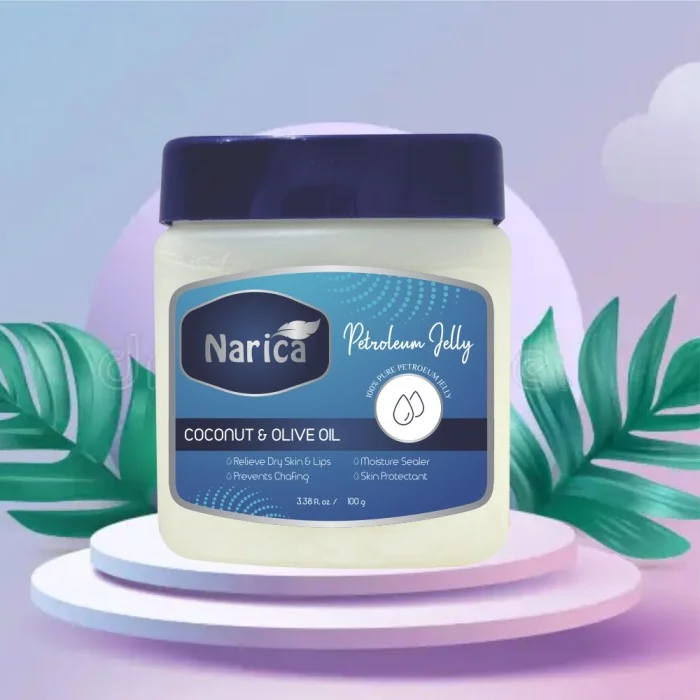 Narica
Petroleum Jelly
100% PURE PETROEUM JELLY
COCONUT & OLIVE OIL
Relieve Dry Skin & Lips
Moisture Sealer
Prevents Chafing
Skin Protectant
3.38 fl. oz. / 100 g